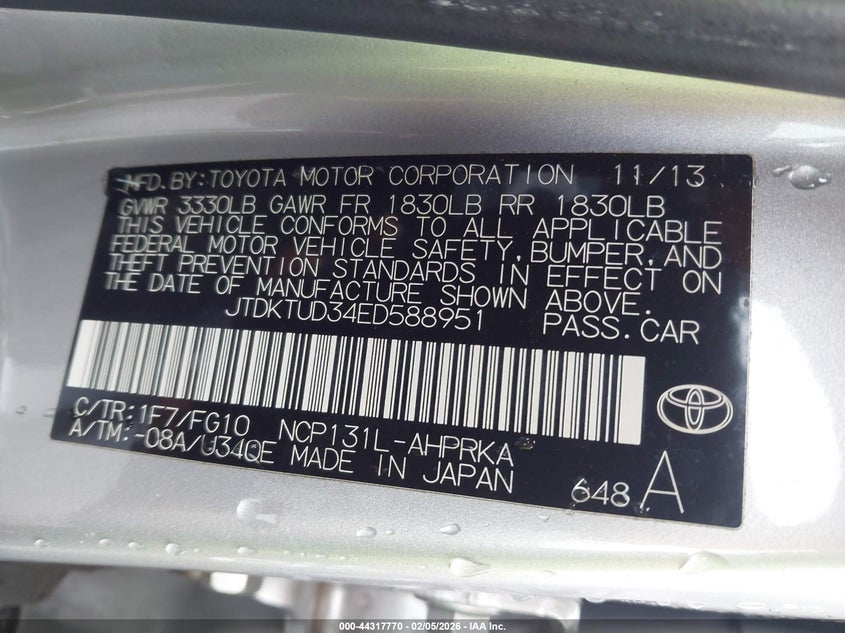 MFD.BY:TOYOTA MOTOR CORPORATION 11/13
GVWR 3330LB GAWR FR 1830LB RR 1830LB
THIS VEHICLE CONFORMS TO ALL APPLICABLE
FEDERAL MOTOR VEHICLE SAFETY, BUMPER, AND
THEFT PREVENTION STANDARDS IN EFFECT ON
THE DATE OF MANUFACTURE SHOWN ABOVE.
JTDKTUD34ED588951 PASS.CAR
C/TR:1F7/FG10 NCP131L-AHPRKA
A/TM:-08A/U340E MADE IN JAPAN
648 A
000-44317770 - 02/05/2026 - IAA Inc.